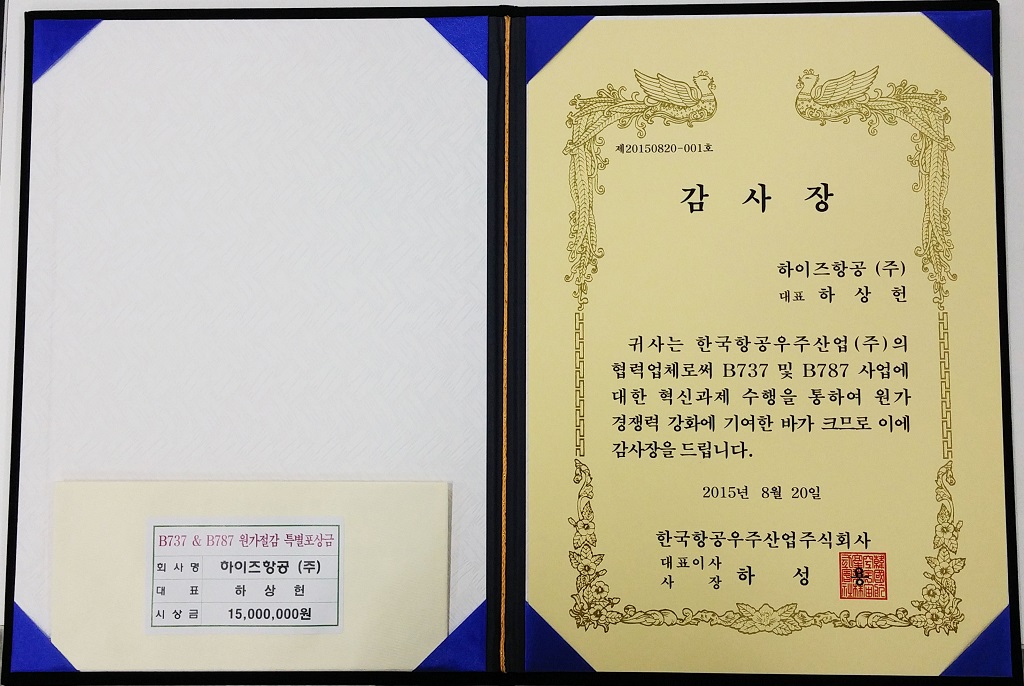 B737 & B787 원가절감 특별포상금
회 사 명 하이즈항공 (주)
대 표 하 상 헌
시 상 금 15,000,000원
제20150820-001호
감 사 장
하이즈항공 (주)
대표 하 상 헌
귀사는 한국항공우주산업(주)의
협력업체로써 B737 및 B787 사업에
대한 혁신과제 수행을 통하여 원가
경쟁력 강화에 기여한 바가 크므로 이에
감사장을 드립니다.
2015년 8월 20일
한국항공우주산업주식회사
대표이사
사 장 하 성 용